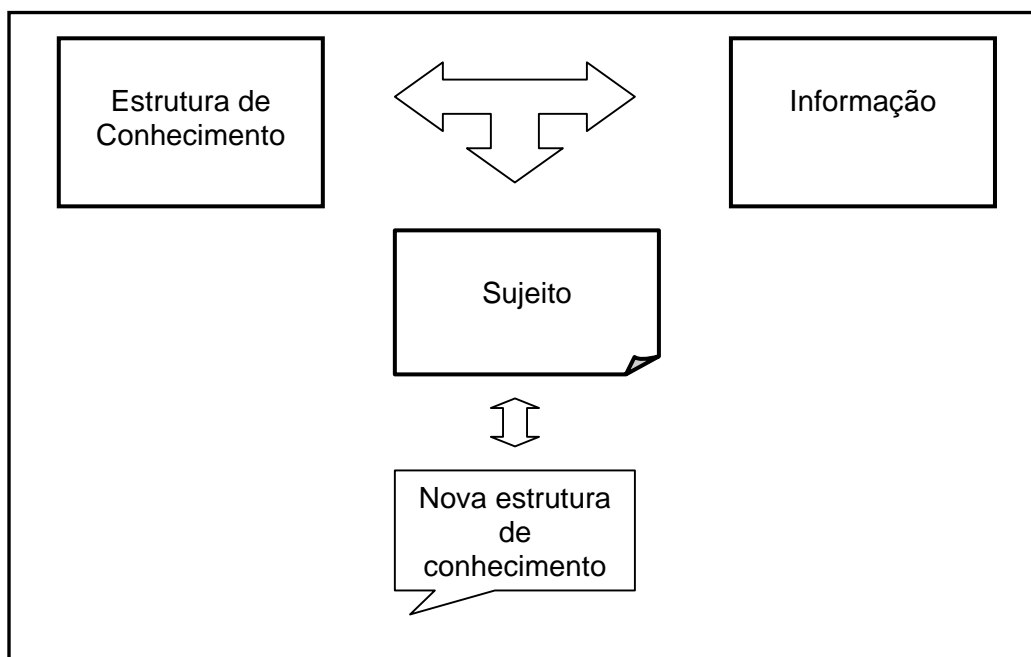 Estrutura de
Conhecimento
Informação
Sujeito
Nova estrutura
de
conhecimento